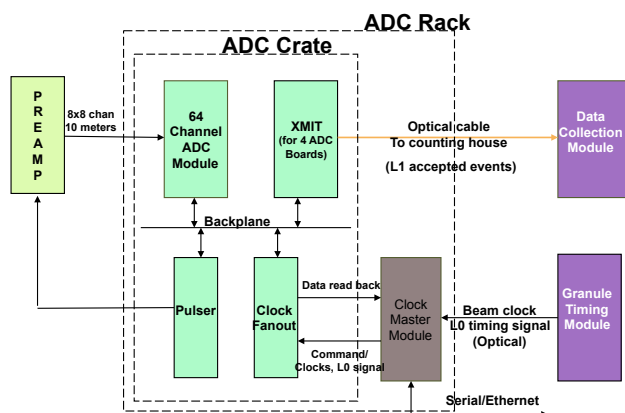 ADC Rack
ADC Crate
P
R
E
A
M
P
8x8 chan
10 meters
64
Channel
ADC
Module
XMIT
(for 4 ADC
Boards)
Optical cable
To counting house
(L1 accepted events)
Data
Collection
Module
Backplane
Pulser
Clock
Fanout
Data read back
Command/
Clocks, L0 signal
Clock
Master
Module
Beam clock
L0 timing signal
(Optical)
Granule
Timing
Module
Serial/Ethernet